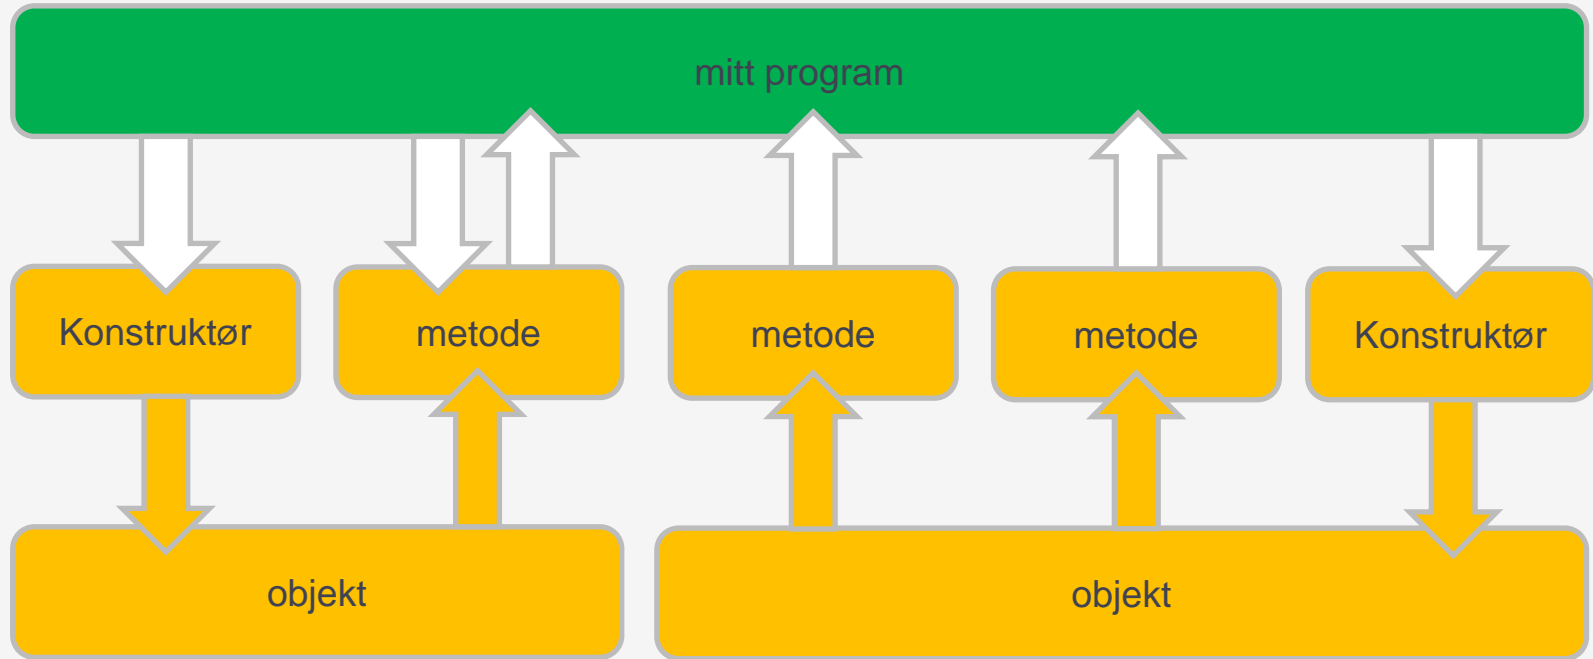 mitt program
Konstruktør
metode
metode
metode
Konstruktør
objekt
objekt